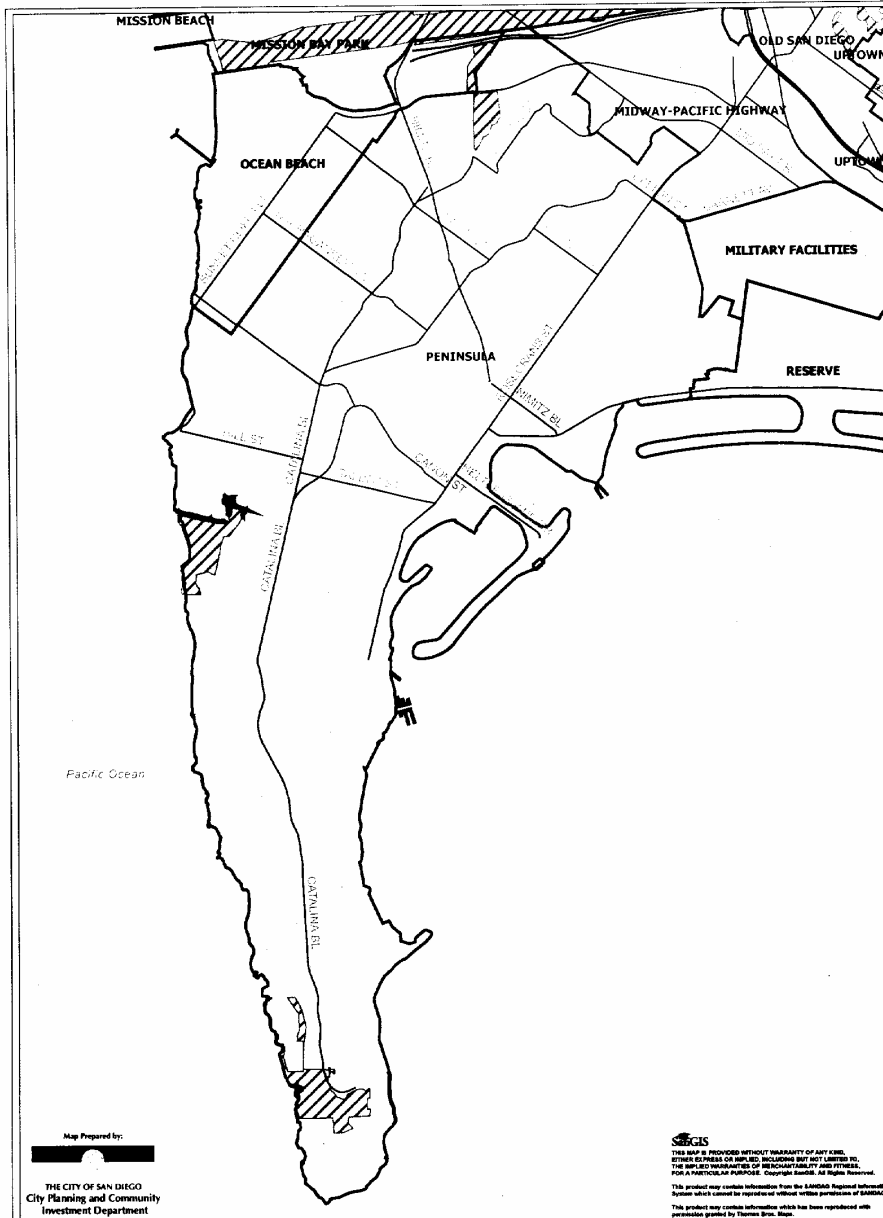 MISSION BEACH
MISSION BAY PARK
OLD SAN DIEGO
UPTOWN
MIDWAY-PACIFIC HIGHWAY
OCEAN BEACH
UPTOWN
MILITARY FACILITIES
PENINSULA
RESERVE
NIMITZ BL
HILL ST
CATALINA BL
CANON ST
CATALINA BL
Pacific Ocean
CATALINA BL
Map Prepared by:
THE CITY OF SAN DIEGO
City Planning and Community
Investment Department
SanGIS
THIS MAP IS PROVIDED WITHOUT WARRANTY OF ANY KIND,
EITHER EXPRESS OR IMPLIED, INCLUDING BUT NOT LIMITED TO,
THE IMPLIED WARRANTIES OF MERCHANTABILITY AND FITNESS,
FOR A PARTICULAR PURPOSE. Copyright SanGIS. All Rights Reserved.
This product may contain information from the SANDAG Regional Informat
System which cannot be reproduced without written permission of SANDAG
This product may contain information which has been reproduced with
permission granted by Thomas Bros. Maps.